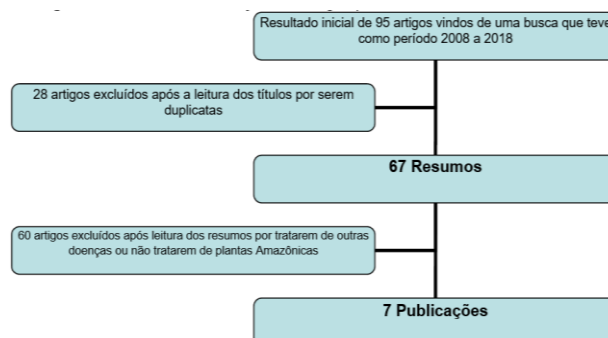 Resultado inicial de 95 artigos vindos de uma busca que teve
como período 2008 a 2018
28 artigos excluídos após a leitura dos títulos por serem
duplicatas
67 Resumos
60 artigos excluídos após leitura dos resumos por tratarem de outras
doenças ou não tratarem de plantas Amazônicas
7 Publicações